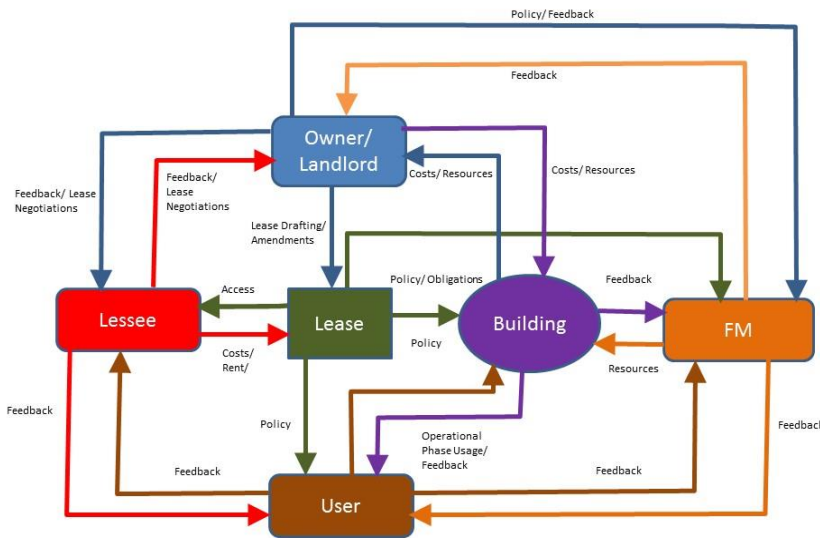 Policy/ Feedback
Feedback
Owner/
Landlord
Feedback/ Lease
Negotiations
Feedback/
Lease
Negotiations
Costs/ Resources
Costs/ Resources
Lease Drafting/
Amendments
Access
Policy/ Obligations
Feedback
Lessee
Lease
Building
FM
Policy
Costs/
Rent/
Resources
Feedback
Policy
Operational
Phase Usage/
Feedback
Feedback
Feedback
Feedback
User